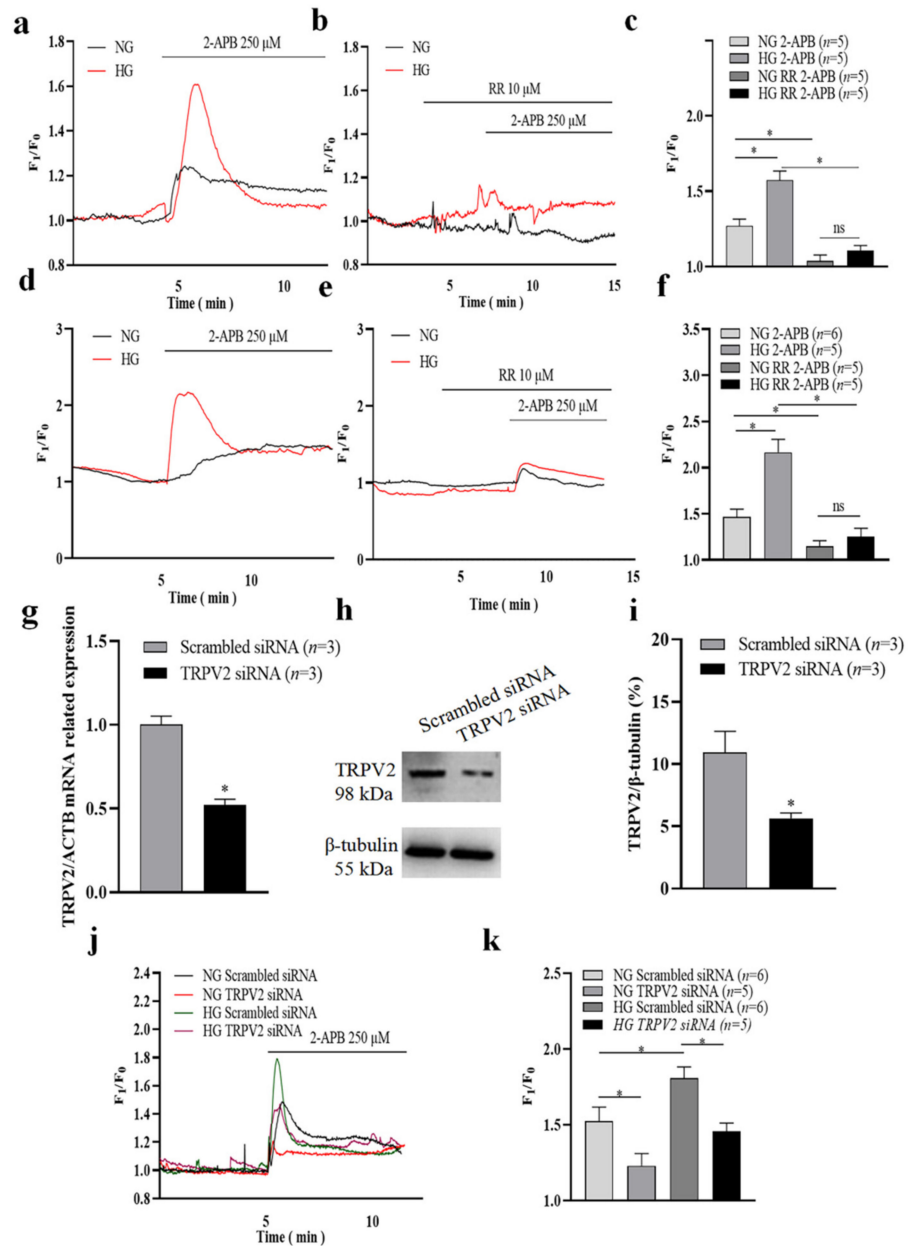 a
NG
HG
2-APB 250 μM
F1/F0
1.8
1.6
1.4
1.2
1.0
0.8
5
10
Time ( min )
b
NG
HG
RR 10 μM
2-APB 250 μM
F1/F0
1.8
1.6
1.4
1.2
1.0
0.8
5
10
15
Time ( min )
c
NG 2-APB (n=5)
HG 2-APB (n=5)
NG RR 2-APB (n=5)
HG RR 2-APB (n=5)
F1/F0
2.5
2.0
1.5
1.0
*
*
*
ns
d
NG
HG
2-APB 250 μM
F1/F0
3
2
1
0
5
10
Time ( min )
e
NG
HG
RR 10 μM
2-APB 250 μM
F1/F0
3
2
1
0
5
10
15
Time ( min )
f
NG 2-APB (n=6)
HG 2-APB (n=5)
NG RR 2-APB (n=5)
HG RR 2-APB (n=5)
F1/F0
3.5
3.0
2.5
2.0
1.5
1.0
*
*
*
ns
g
Scrambled siRNA (n=3)
TRPV2 siRNA (n=3)
TRPV2/ACTB mRNA related expression
1.5
1.0
0.5
0.0
*
h
Scrambled siRNA
TRPV2 siRNA
TRPV2
98 kDa
β-tubulin
55 kDa
i
Scrambled siRNA (n=3)
TRPV2 siRNA (n=3)
TRPV2/β-tubulin (%)
20
15
10
5
0
*
j
NG Scrambled siRNA
NG TRPV2 siRNA
HG Scrambled siRNA
HG TRPV2 siRNA
2-APB 250 μM
F1/F0
2.4
2.2
2.0
1.8
1.6
1.4
1.2
1.0
0.8
5
10
Time ( min )
k
NG Scrambled siRNA (n=6)
NG TRPV2 siRNA (n=5)
HG Scrambled siRNA (n=6)
HG TRPV2 siRNA (n=5)
F1/F0
2.5
2.0
1.5
1.0
*
*
*